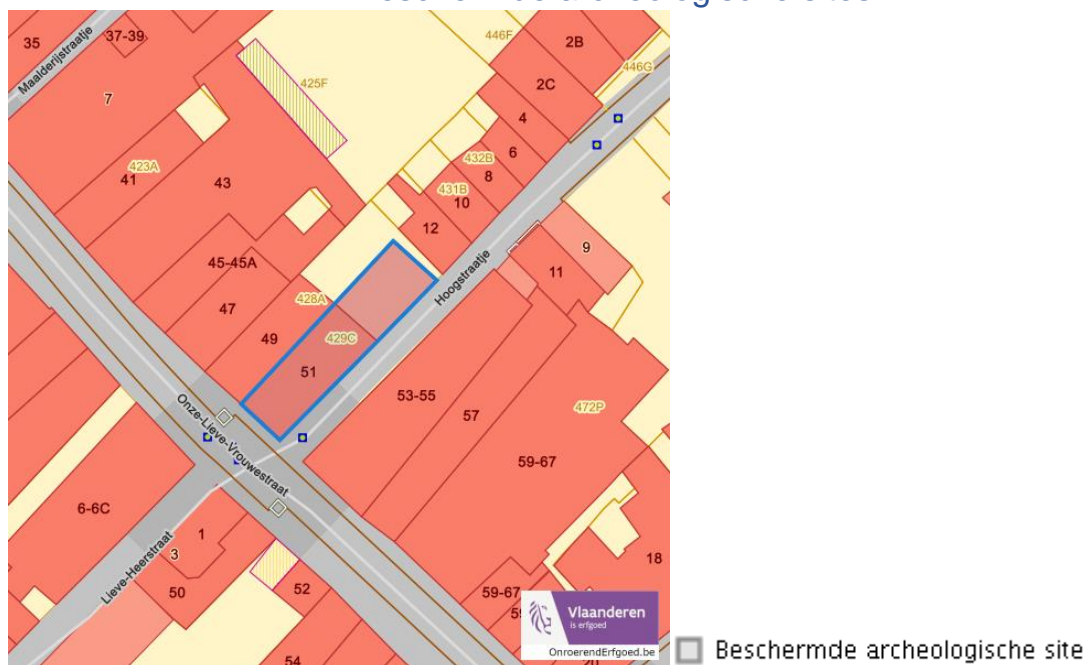 35
37-39
Maalderijstraatje
7
425F
446F
2B
446G
2C
4
6
432B
8
431B
10
12
423A
41
43
9
11
45-45A
47
428A
49
429C
51
Hoogstraatje
53-55
57
472P
59-67
Onze-Lieve-Vrouwestraat
6-6C
1
3
50
Lieve-Heerstraat
52
54
59-67
18
Vlaanderen
is erfgoed
OnroerendErfgoed.be
Beschermde archeologische site